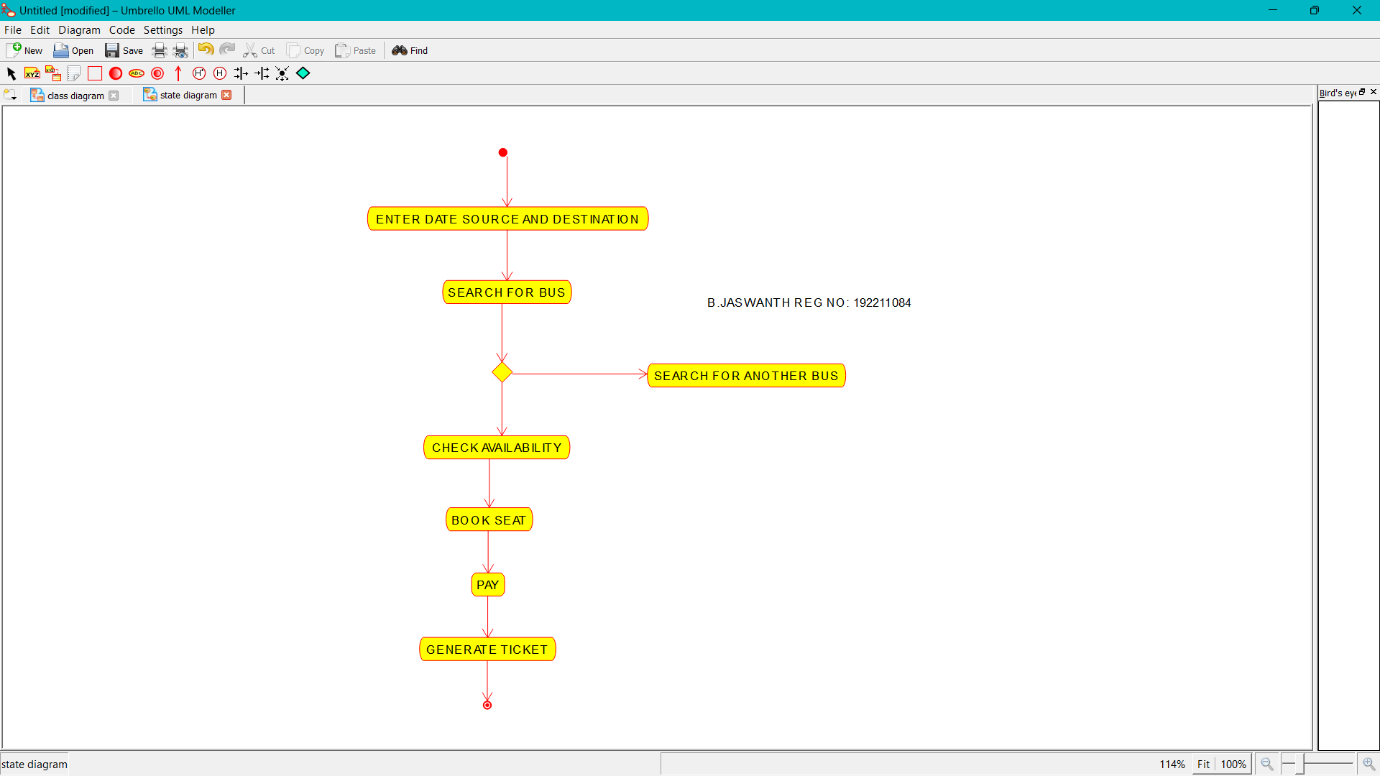 Untitled [modified] – Umbrello UML Modeller
File Edit Diagram Code Settings Help
New Open Save Cut Copy Paste Find
XYZ ABC H* H
class diagram state diagram Bird's eye
ENTER DATE SOURCE AND DESTINATION
SEARCH FOR BUS
B.JASWANTH REG NO: 192211084
SEARCH FOR ANOTHER BUS
CHECK AVAILABILITY
BOOK SEAT
PAY
GENERATE TICKET
state diagram 114% Fit 100%